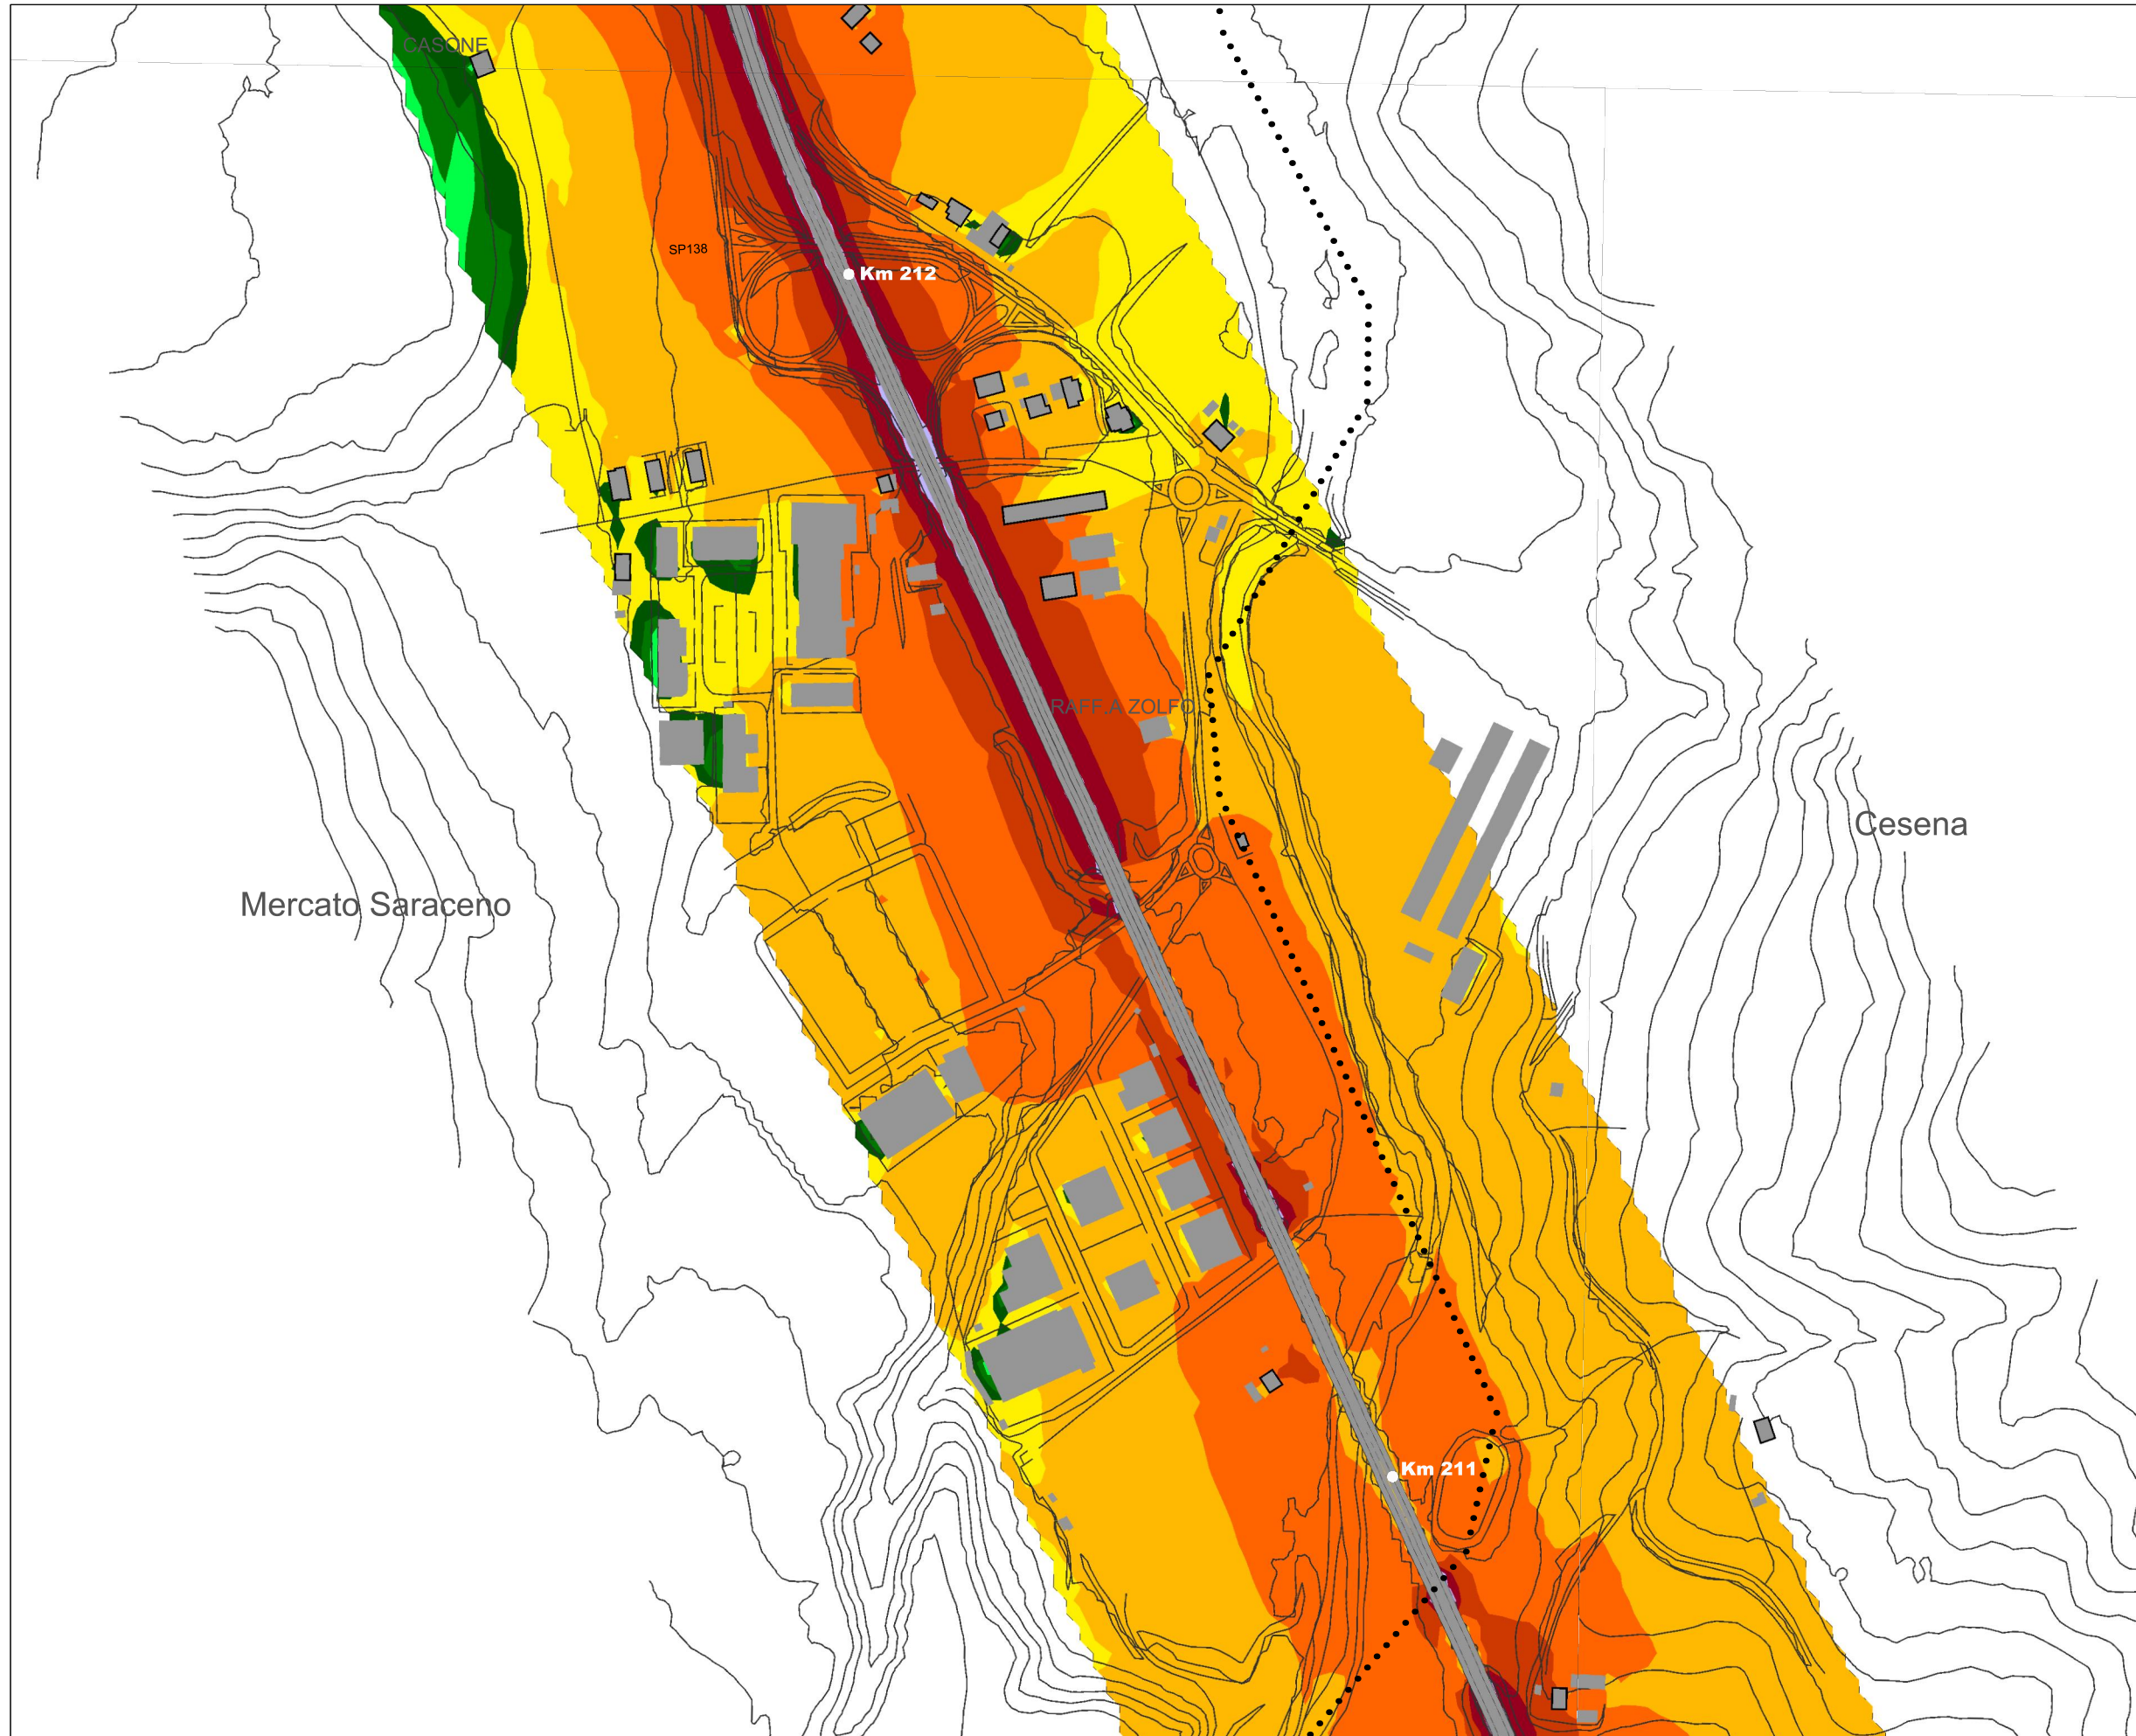 CASONE
SP138
Km 212
RAFF.A ZOLFO
Cesena
Mercato Saraceno
Km 211